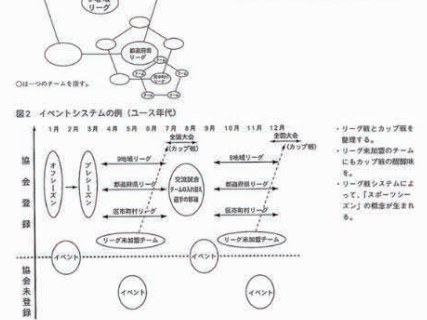 リーグ
都道府県
リーグ
○は一つのチームを指す。
図2 イベントシステムの例（ユース年代）
1月 2月 3月 4月 5月 6月 7月 8月 9月 10月 11月 12月
全国大会
(カップ戦)
全国大会
(カップ戦)
協会登録
オフシーズン
プレシーズン
9地域リーグ
都道府県リーグ
区市町村リーグ
リーグ未加盟チーム
交流試合
チームの入れ替え
選手の移籍
9地域リーグ
都道府県リーグ
区市町村リーグ
リーグ未加盟チーム
・リーグ戦とカップ戦を
整理する。
・リーグ未加盟のチーム
にもカップ戦の醍醐味
を。
・リーグ戦システムによ
って、「スポーツシー
ズン」の概念が生まれ
る。
協会未登録
イベント
イベント
イベント
イベント